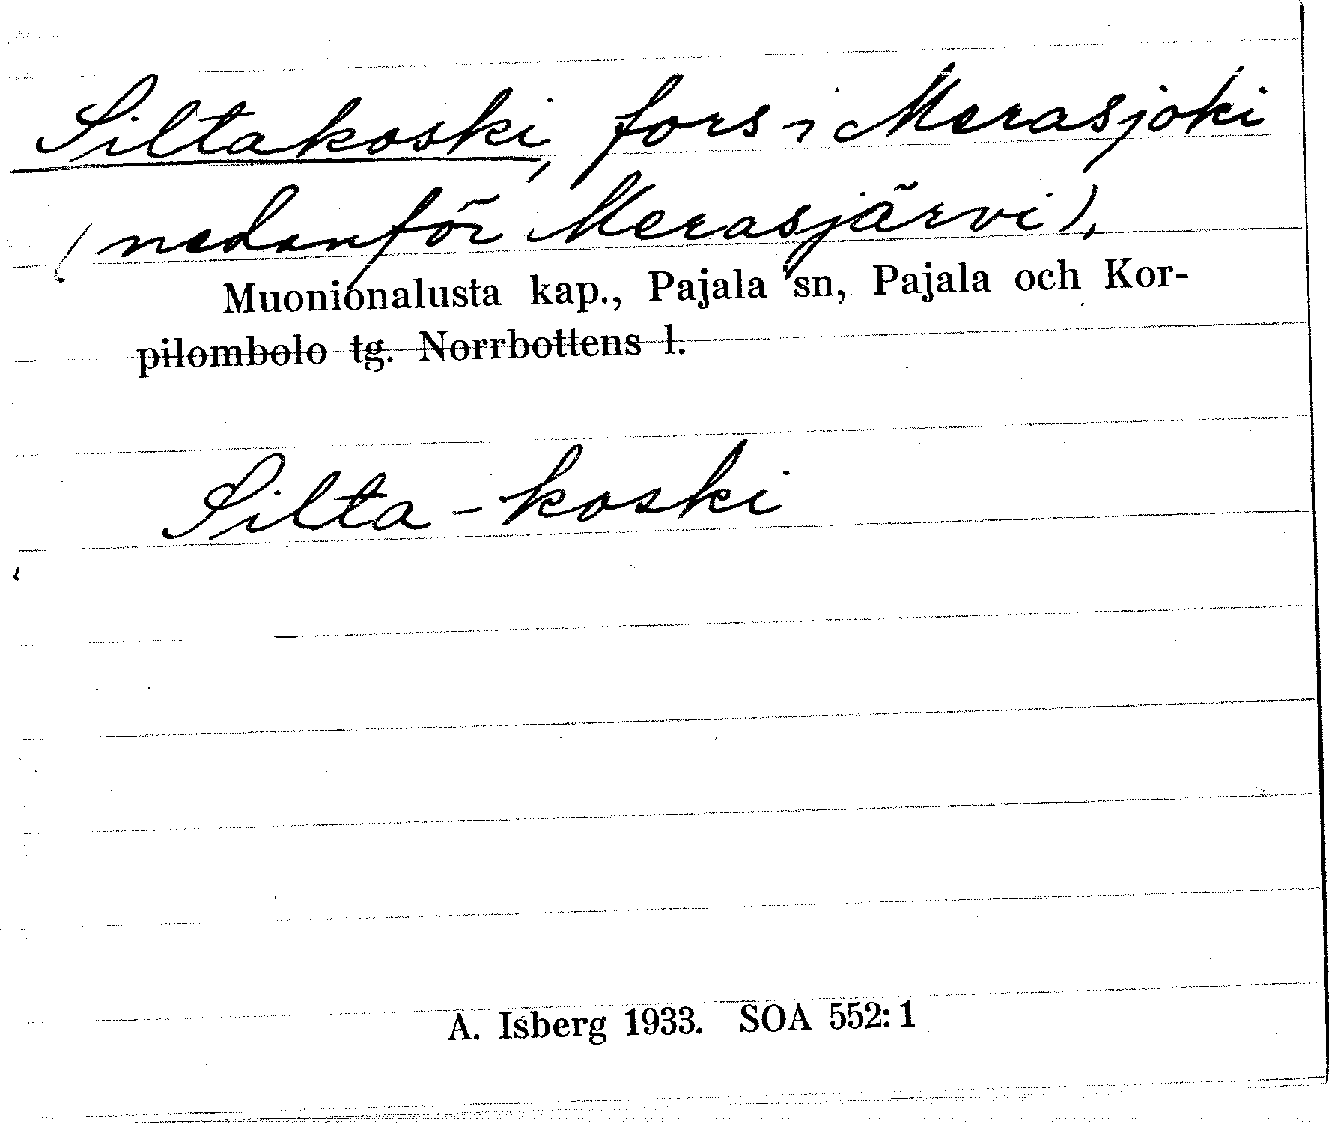 Siltakoski, fors i Merasjoki
(nedanför Merasjärvi).
Muonionalusta kap., Pajala sn, Pajala och Kor-
pilombolo tg. Norrbottens l.
Silta-koski
A. Isberg 1933. SOA 552:1